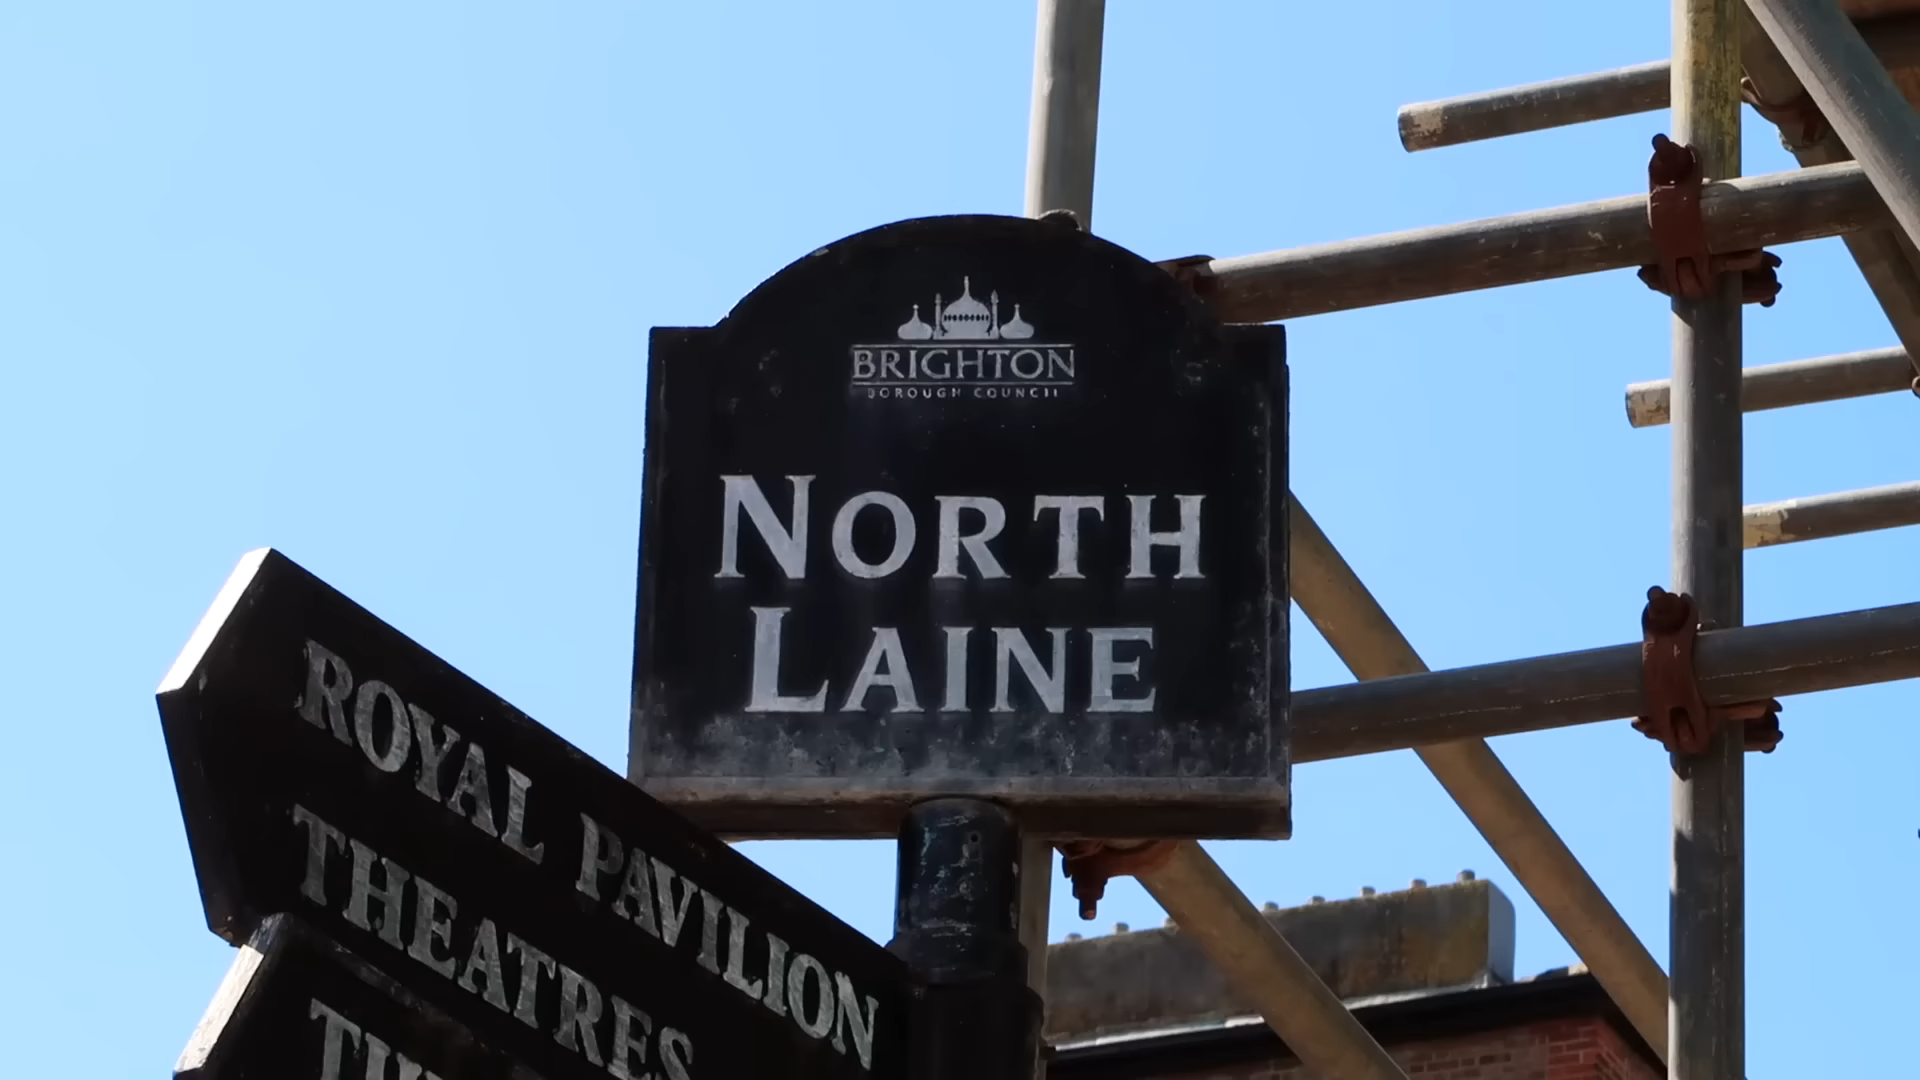 BRIGHTON
BOROUGH COUNCIL
NORTH
LAINE
ROYAL PAVILION
THEATRES